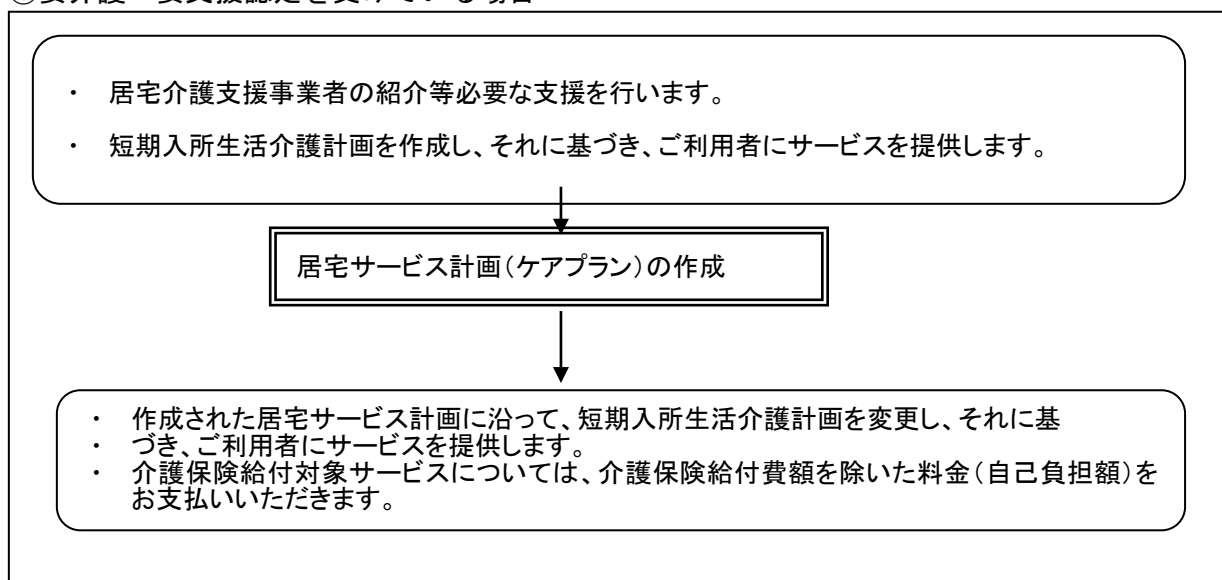 ・ 居宅介護支援事業者の紹介等必要な支援を行います。
・ 短期入所生活介護計画を作成し、それに基づき、ご利用者にサービスを提供します。
居宅サービス計画（ケアプラン）の作成
・ 作成された居宅サービス計画に沿って、短期入所生活介護計画を変更し、それに基
・ づき、ご利用者にサービスを提供します。
・ 介護保険給付対象サービスについては、介護保険給付費額を除いた料金（自己負担額）を
お支払いいただきます。